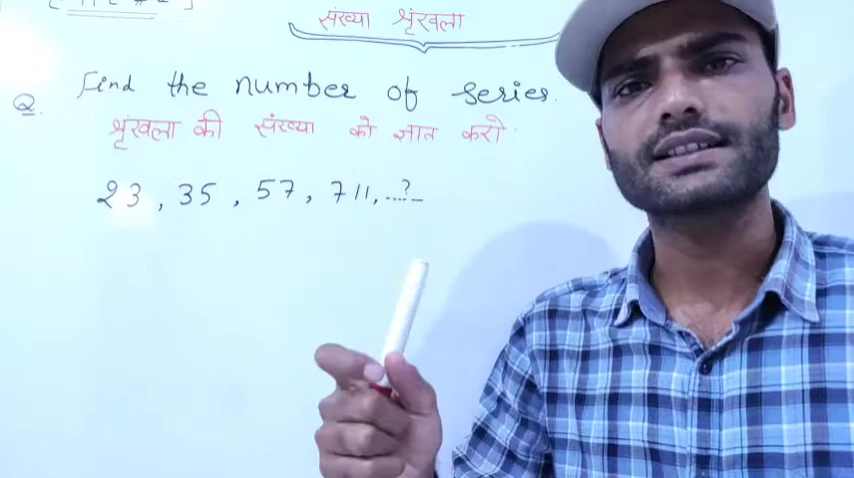 संख्या श्रृंखला
Q. Find the number of series.
श्रृंखला की संख्या को ज्ञात करो
23, 35, 57, 711, ....?